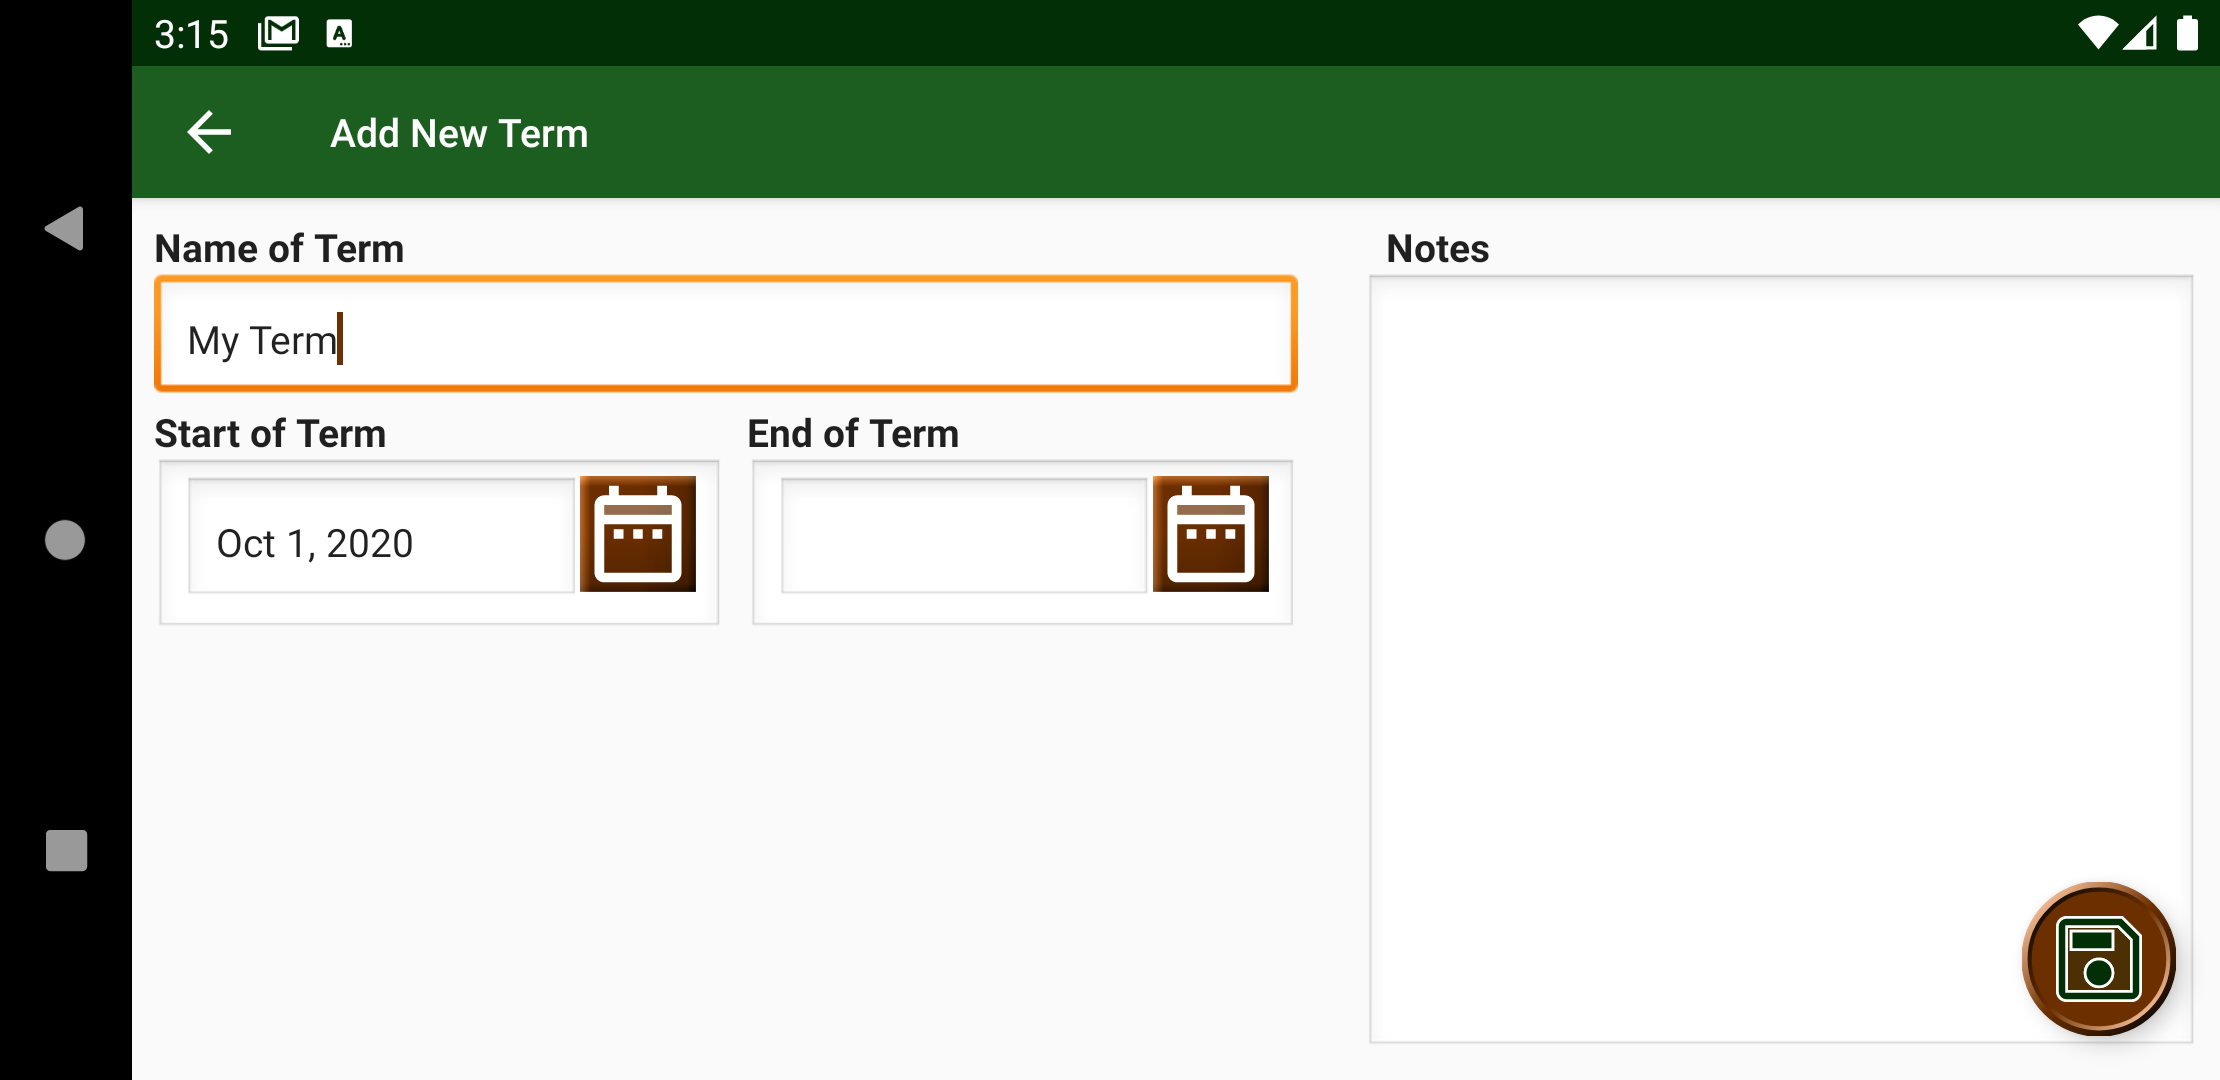 3:15
Add New Term
Name of Term
My Term
Start of Term
End of Term
Oct 1, 2020
Notes